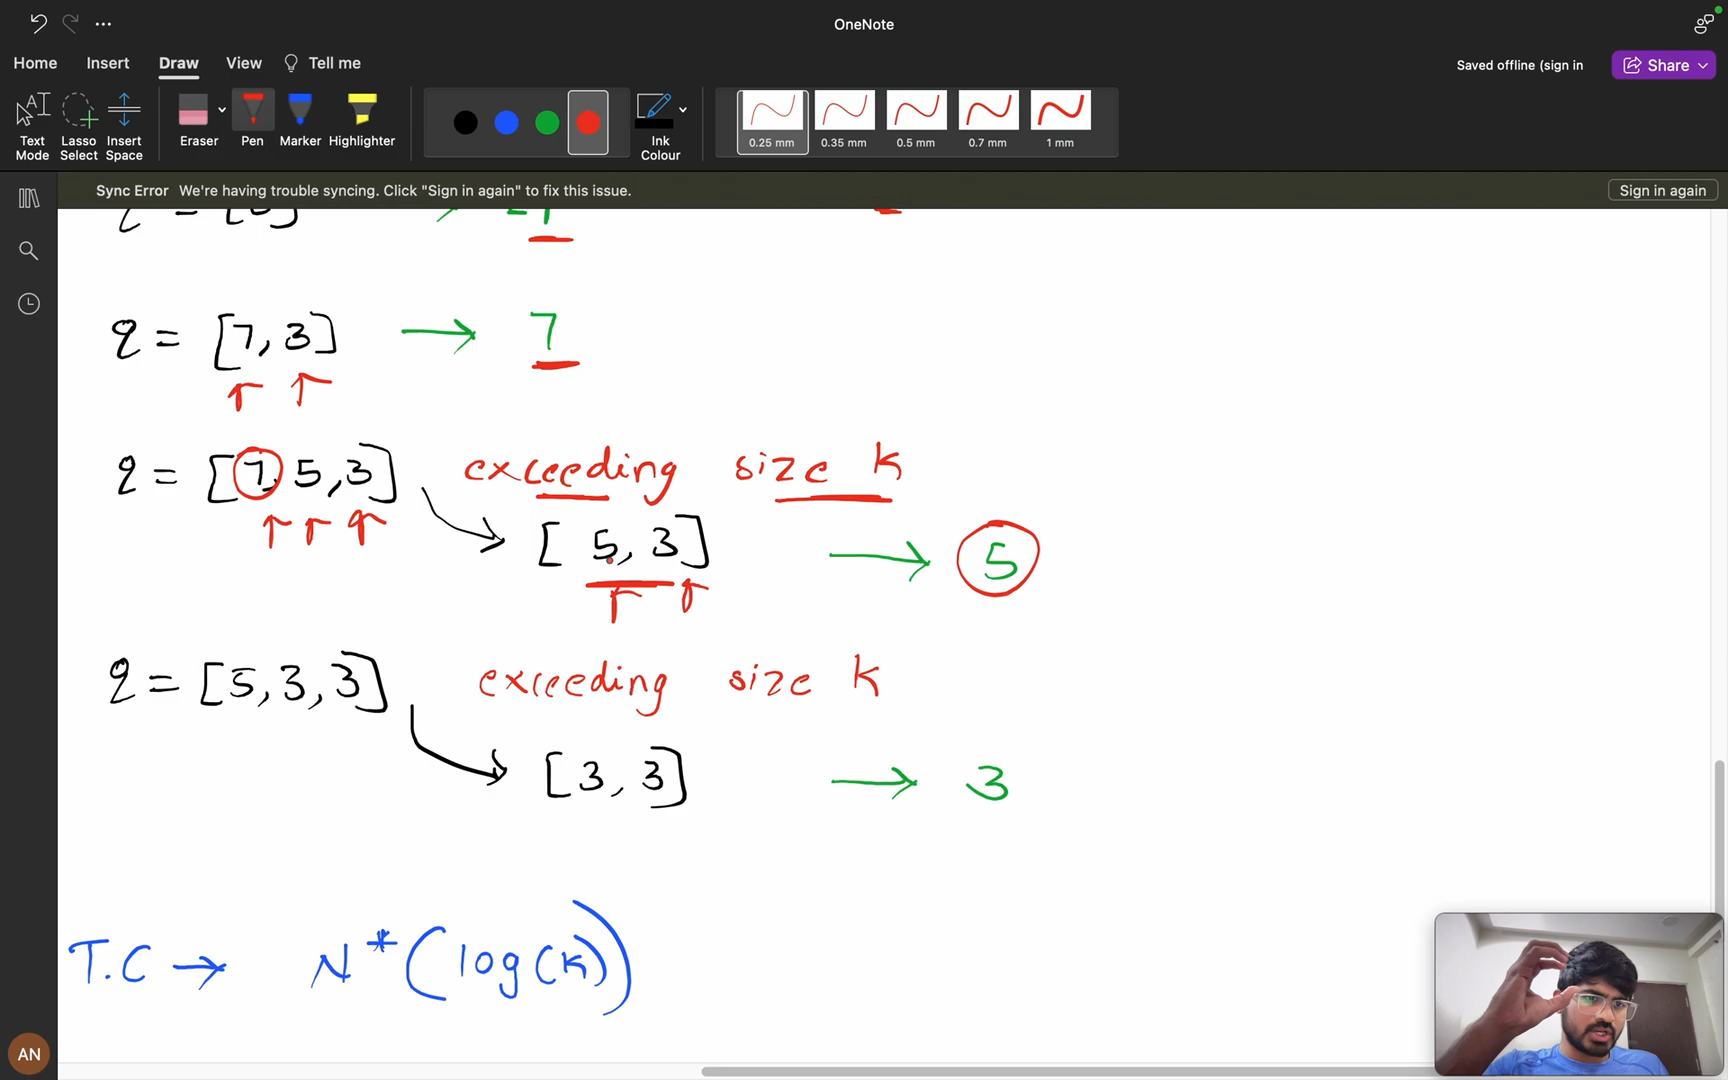 OneNote
Home Insert Draw View Tell me
Saved offline (sign in
Share
Text Mode
Lasso Select
Insert Space
Eraser
Pen
Marker
Highlighter
Ink Colour
0.25 mm
0.35 mm
0.5 mm
0.7 mm
1 mm
Sync Error We're having trouble syncing. Click "Sign in again" to fix this issue.
Sign in again
q = [7, 3] → 7
q = [7, 5, 3] exceeding size k
[5, 3] → 5
q = [5, 3, 3] exceeding size k
[3, 3] → 3
T.C → N * (log(k))
AN